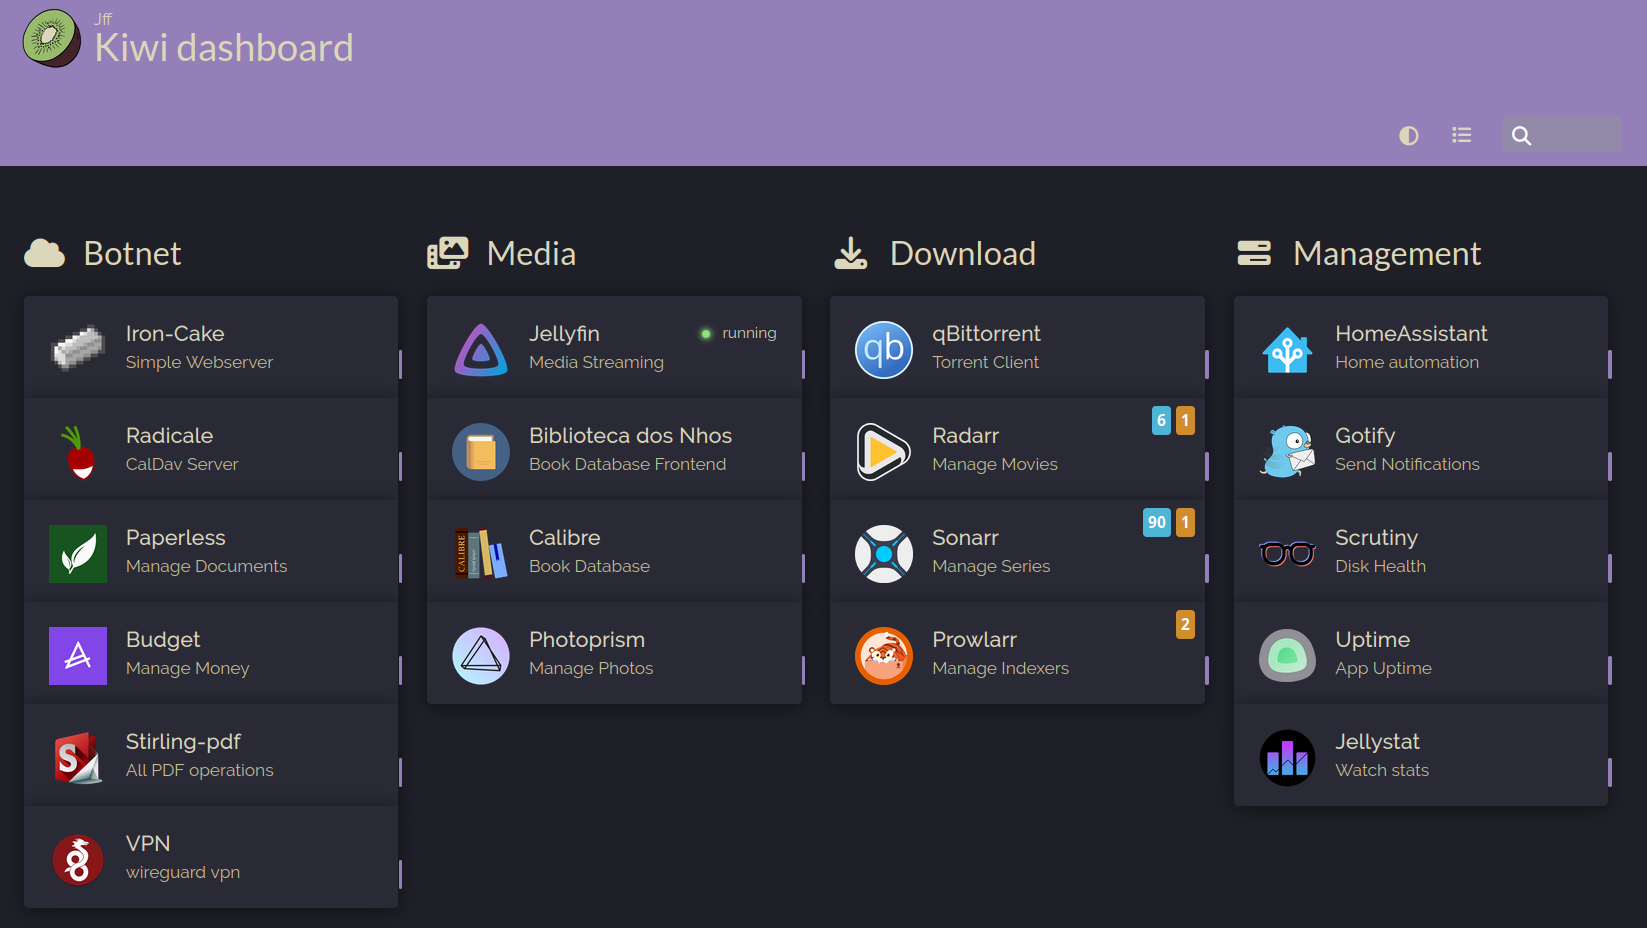 Jff
Kiwi dashboard
Botnet
Iron-Cake
Simple Webserver
Radicale
CalDav Server
Paperless
Manage Documents
Budget
Manage Money
Stirling-pdf
All PDF operations
VPN
wireguard vpn
Media
Jellyfin
running
Media Streaming
Biblioteca dos Nhos
Book Database Frontend
CALIBRE
Calibre
Book Database
Photoprism
Manage Photos
Download
qb
qBittorrent
Torrent Client
6 1
Radarr
Manage Movies
90 1
Sonarr
Manage Series
2
Prowlarr
Manage Indexers
Management
HomeAssistant
Home automation
Gotify
Send Notifications
Scrutiny
Disk Health
Uptime
App Uptime
Jellystat
Watch stats